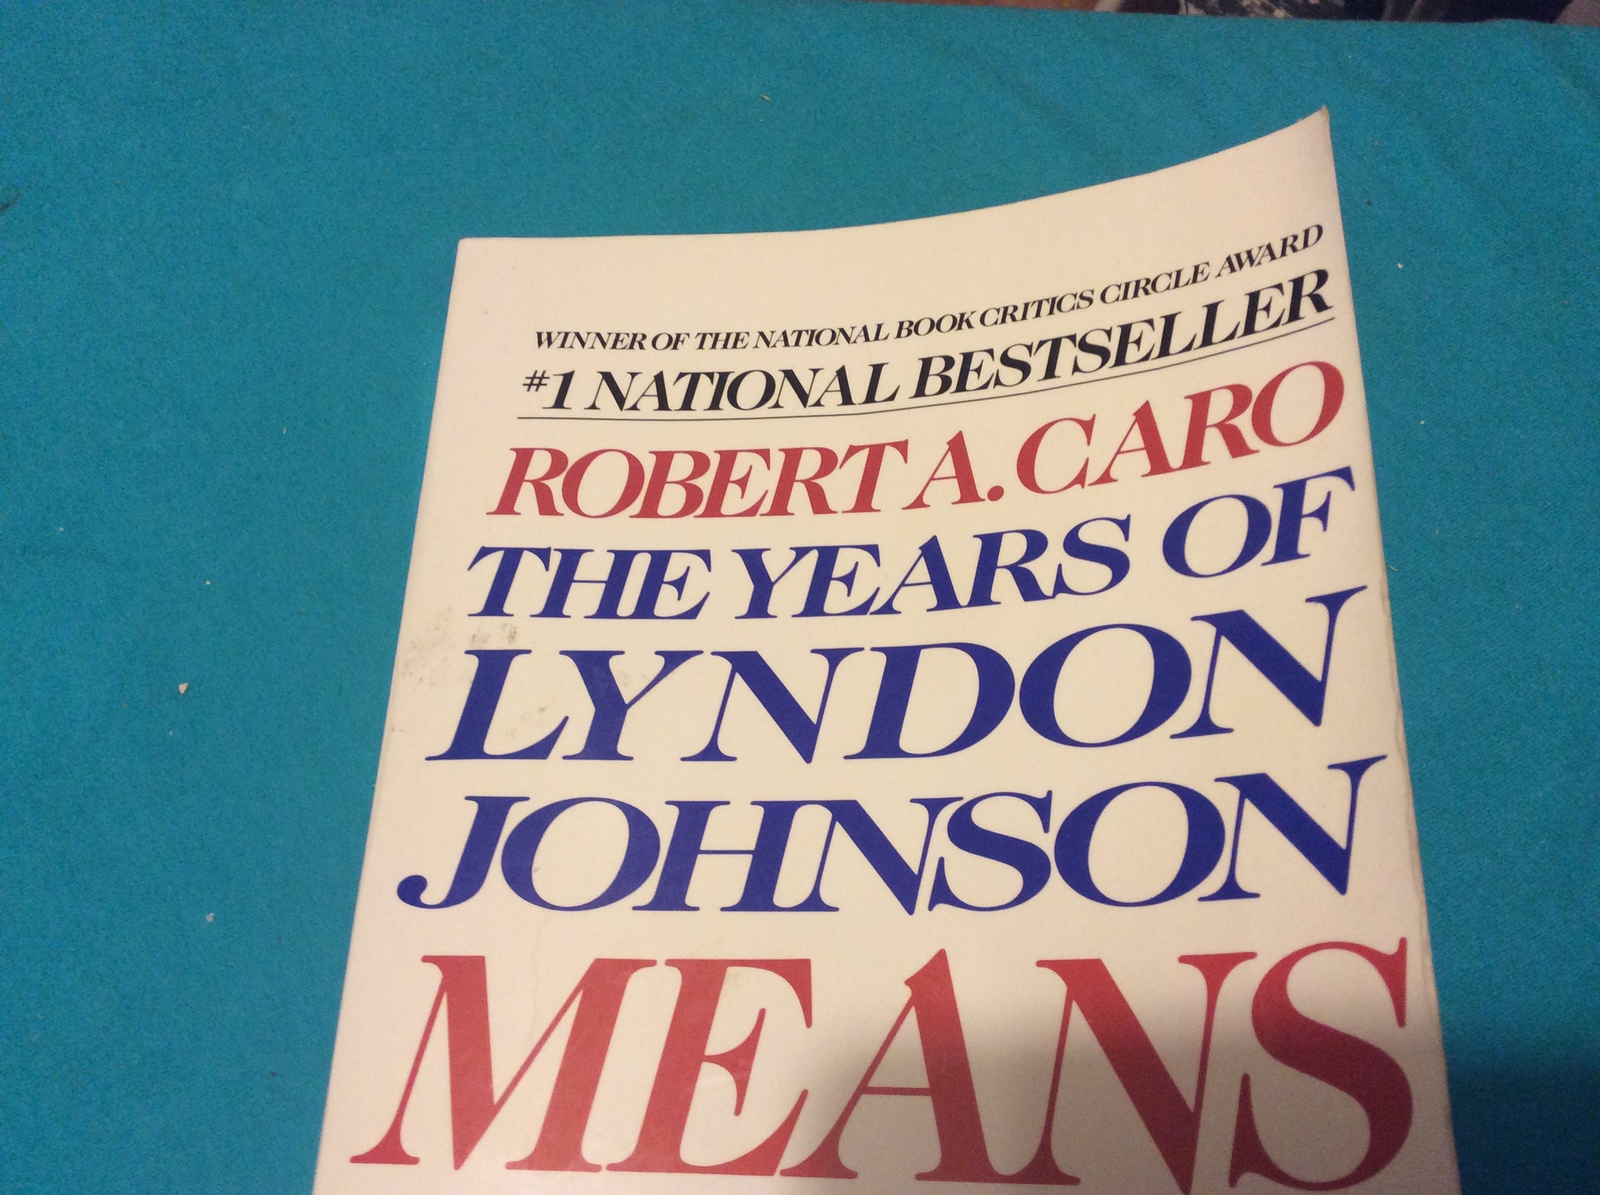 WINNER OF THE NATIONAL BOOK CRITICS CIRCLE AWARD
#1 NATIONAL BESTSELLER
ROBERT A. CARO
THE YEARS OF
LYNDON
JOHNSON
MEANS